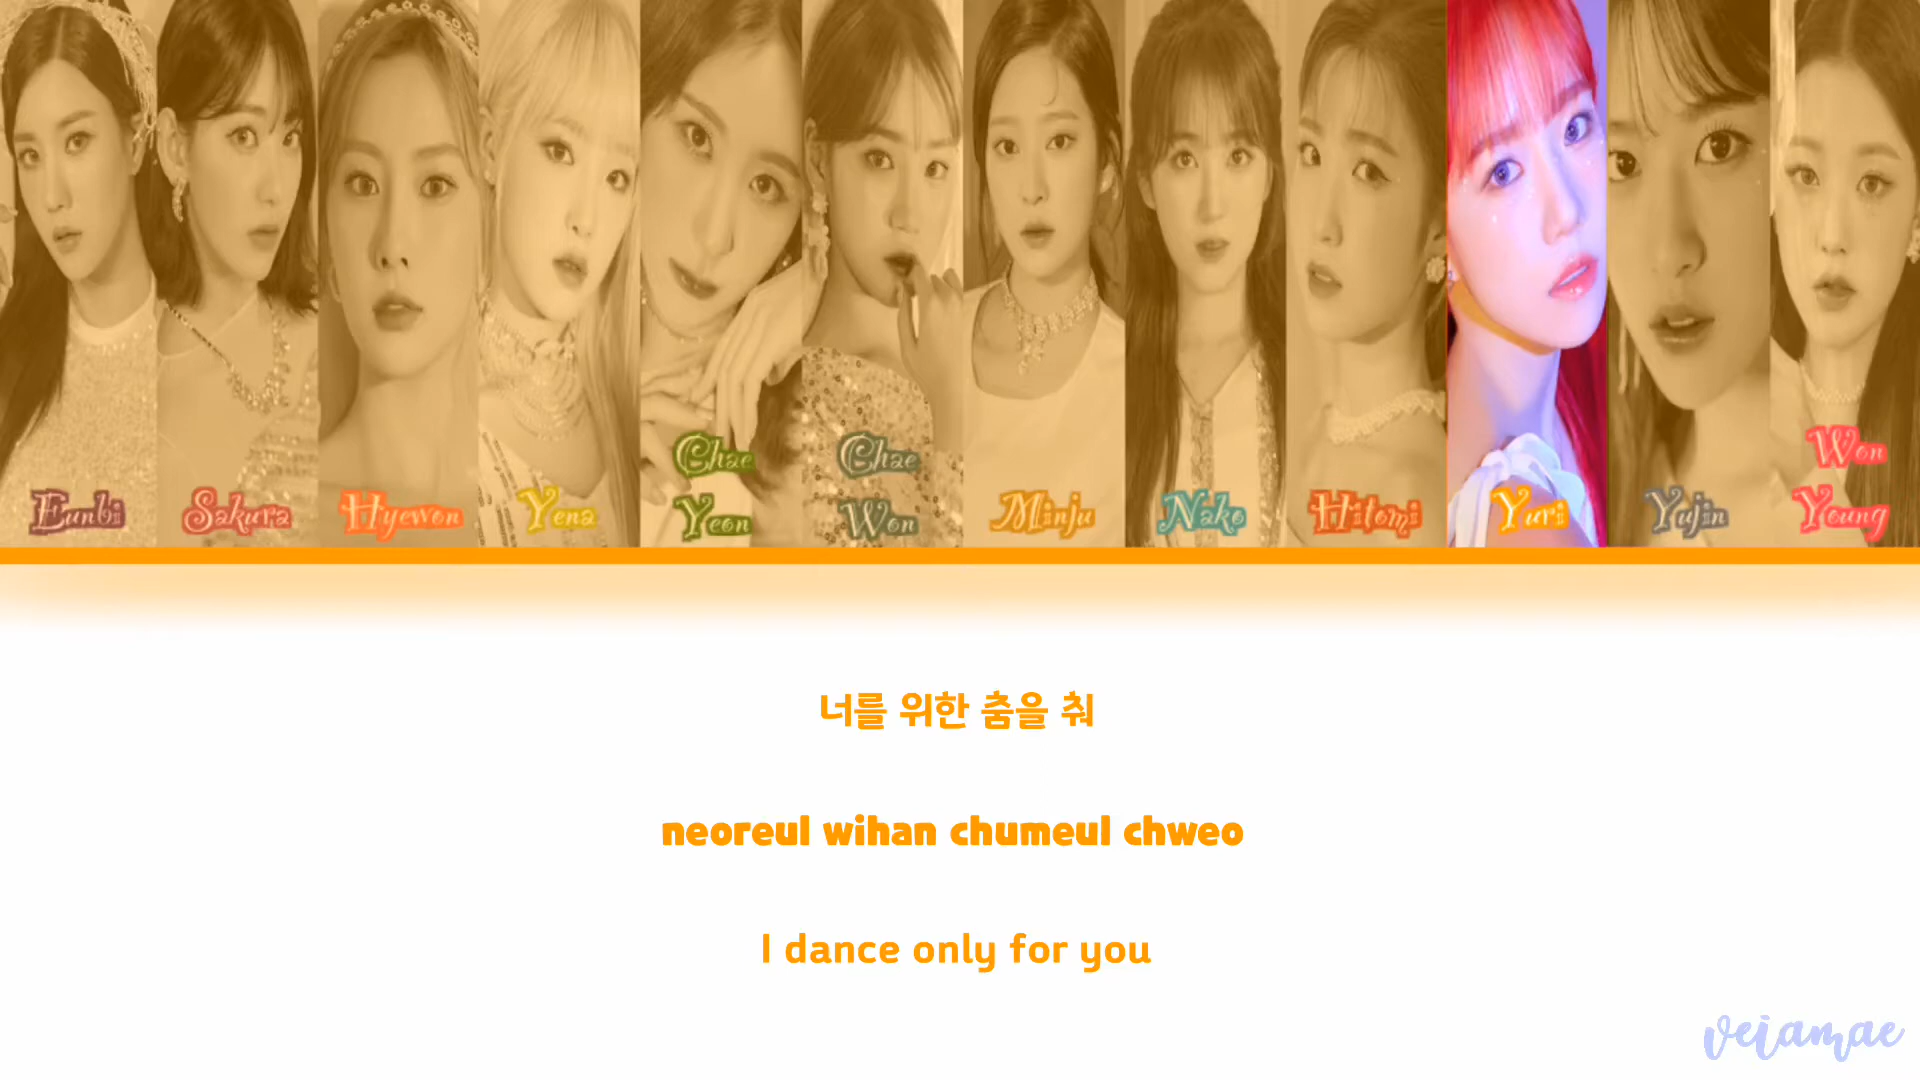 Eunbi
Sakura
Hyewon
Yena
Chae
Yeon
Chae
Won
Minju
Nako
Hitomi
Yuri
Yujin
Won
Young
너를 위한 춤을 춰
neoreul wihan chumeul chweo
I dance only for you
veiamae